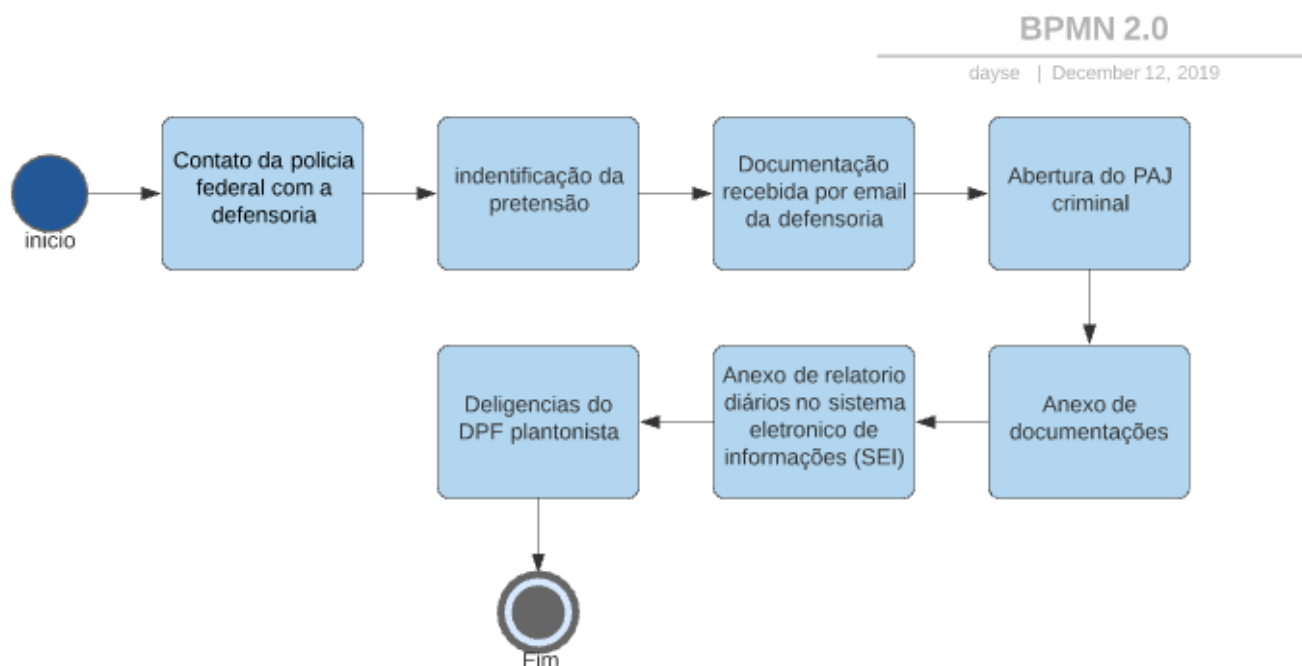 BPMN 2.0
dayse | December 12, 2019
inicio
Contato da policia
federal com a
defensoria
indentificação da
pretensão
Documentação
recebida por email
da defensoria
Abertura do PAJ
criminal
Anexo de
documentações
Anexo de relatorio
diários no sistema
eletronico de
informações (SEI)
Deligencias do
DPF plantonista
Fim